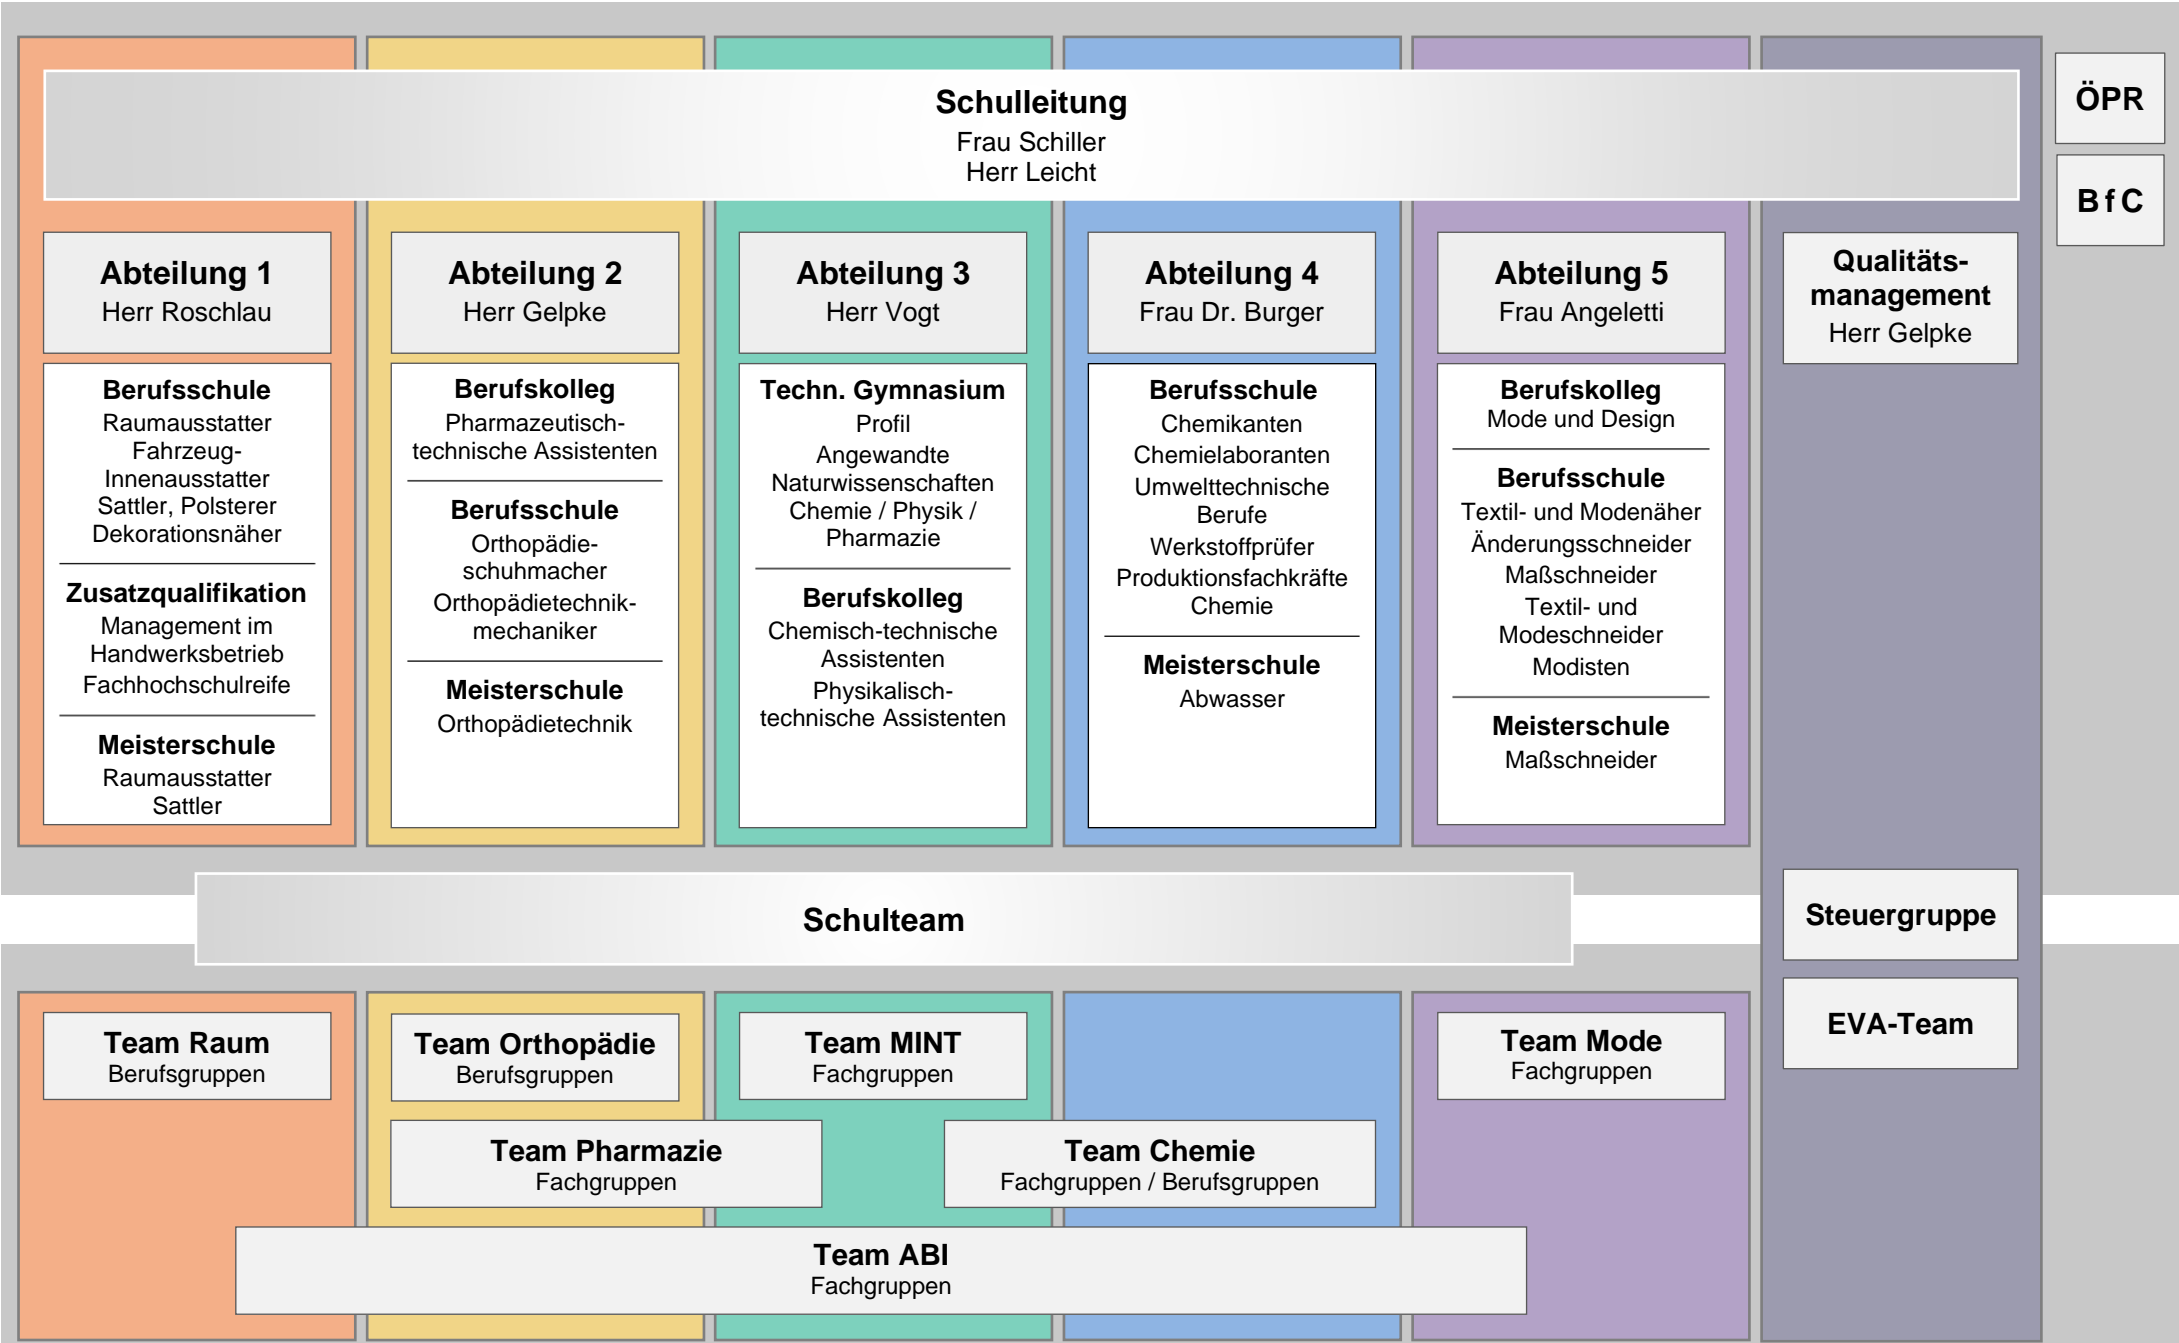 Schulleitung
Frau Schiller
Herr Leicht
ÖPR
BfC
Abteilung 1
Herr Roschlau
Berufsschule
Raumausstatter
Fahrzeug-
Innenausstatter
Sattler, Polsterer
Dekorationsnäher
Zusatzqualifikation
Management im
Handwerksbetrieb
Fachhochschulreife
Meisterschule
Raumausstatter
Sattler
Abteilung 2
Herr Gelpke
Berufskolleg
Pharmazeutisch-
technische Assistenten
Berufsschule
Orthopädie-
schuhmacher
Orthopädietechnik-
mechaniker
Meisterschule
Orthopädietechnik
Abteilung 3
Herr Vogt
Techn. Gymnasium
Profil
Angewandte
Naturwissenschaften
Chemie / Physik /
Pharmazie
Berufskolleg
Chemisch-technische
Assistenten
Physikalisch-
technische Assistenten
Abteilung 4
Frau Dr. Burger
Berufsschule
Chemikanten
Chemielaboranten
Umwelttechnische
Berufe
Werkstoffprüfer
Produktionsfachkräfte
Chemie
Meisterschule
Abwasser
Abteilung 5
Frau Angeletti
Berufskolleg
Mode und Design
Berufsschule
Textil- und Modenäher
Änderungsschneider
Maßschneider
Textil- und
Modeschneider
Modisten
Meisterschule
Maßschneider
Qualitäts-
management
Herr Gelpke
Schulteam
Steuergruppe
EVA-Team
Team Raum
Berufsgruppen
Team Orthopädie
Berufsgruppen
Team MINT
Fachgruppen
Team Mode
Fachgruppen
Team Pharmazie
Fachgruppen
Team Chemie
Fachgruppen / Berufsgruppen
Team ABI
Fachgruppen